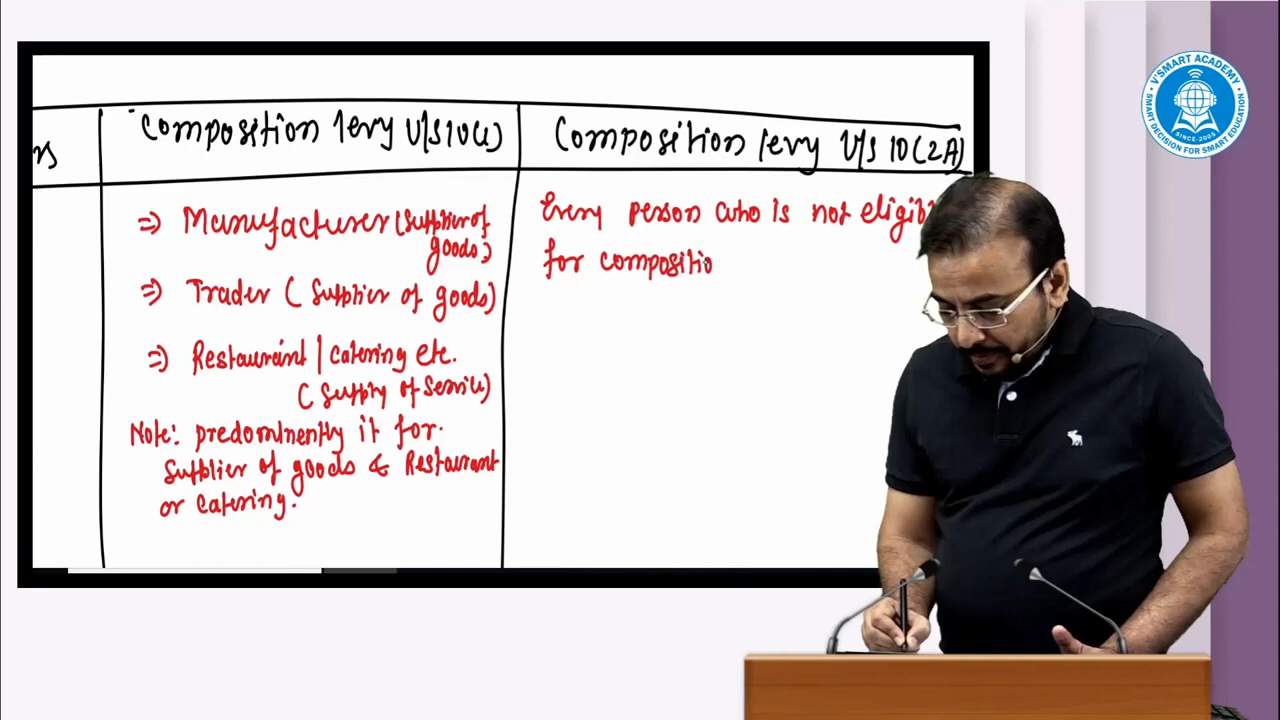 rs
Composition levy U/s 10(1)
Composition levy U/s 10(2A)
=> Manufacturer (Supplier of
goods)
=> Trader (Supplier of goods)
=> Restaurant | Catering etc.
(Supply of Service)
Note: predominently it for.
Supplier of goods & Restaurant
or Catering.
Every person who is not eligib
for compositio
V'SMART ACADEMY
SINCE-2005
SMART DECISION FOR SMART EDUCATION